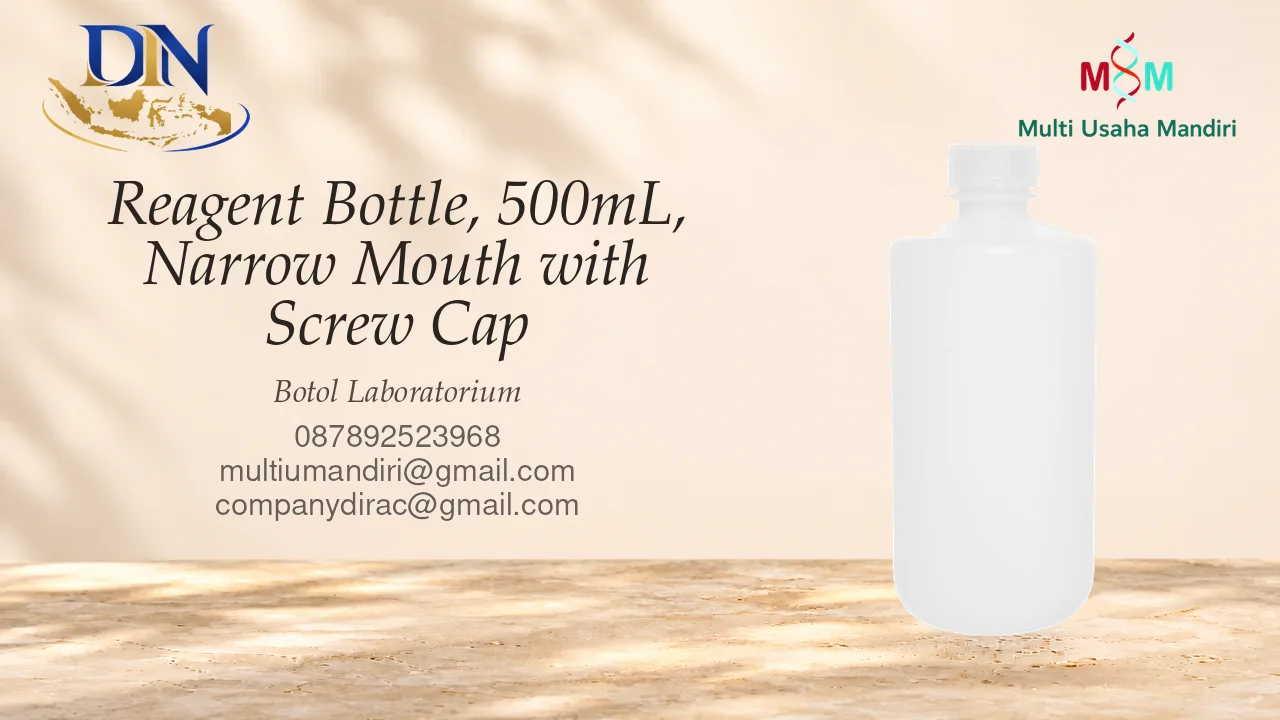 DIN
M M
Multi Usaha Mandiri
Reagent Bottle, 500mL,
Narrow Mouth with
Screw Cap
Botol Laboratorium
087892523968
multiumandiri@gmail.com
companydirac@gmail.com